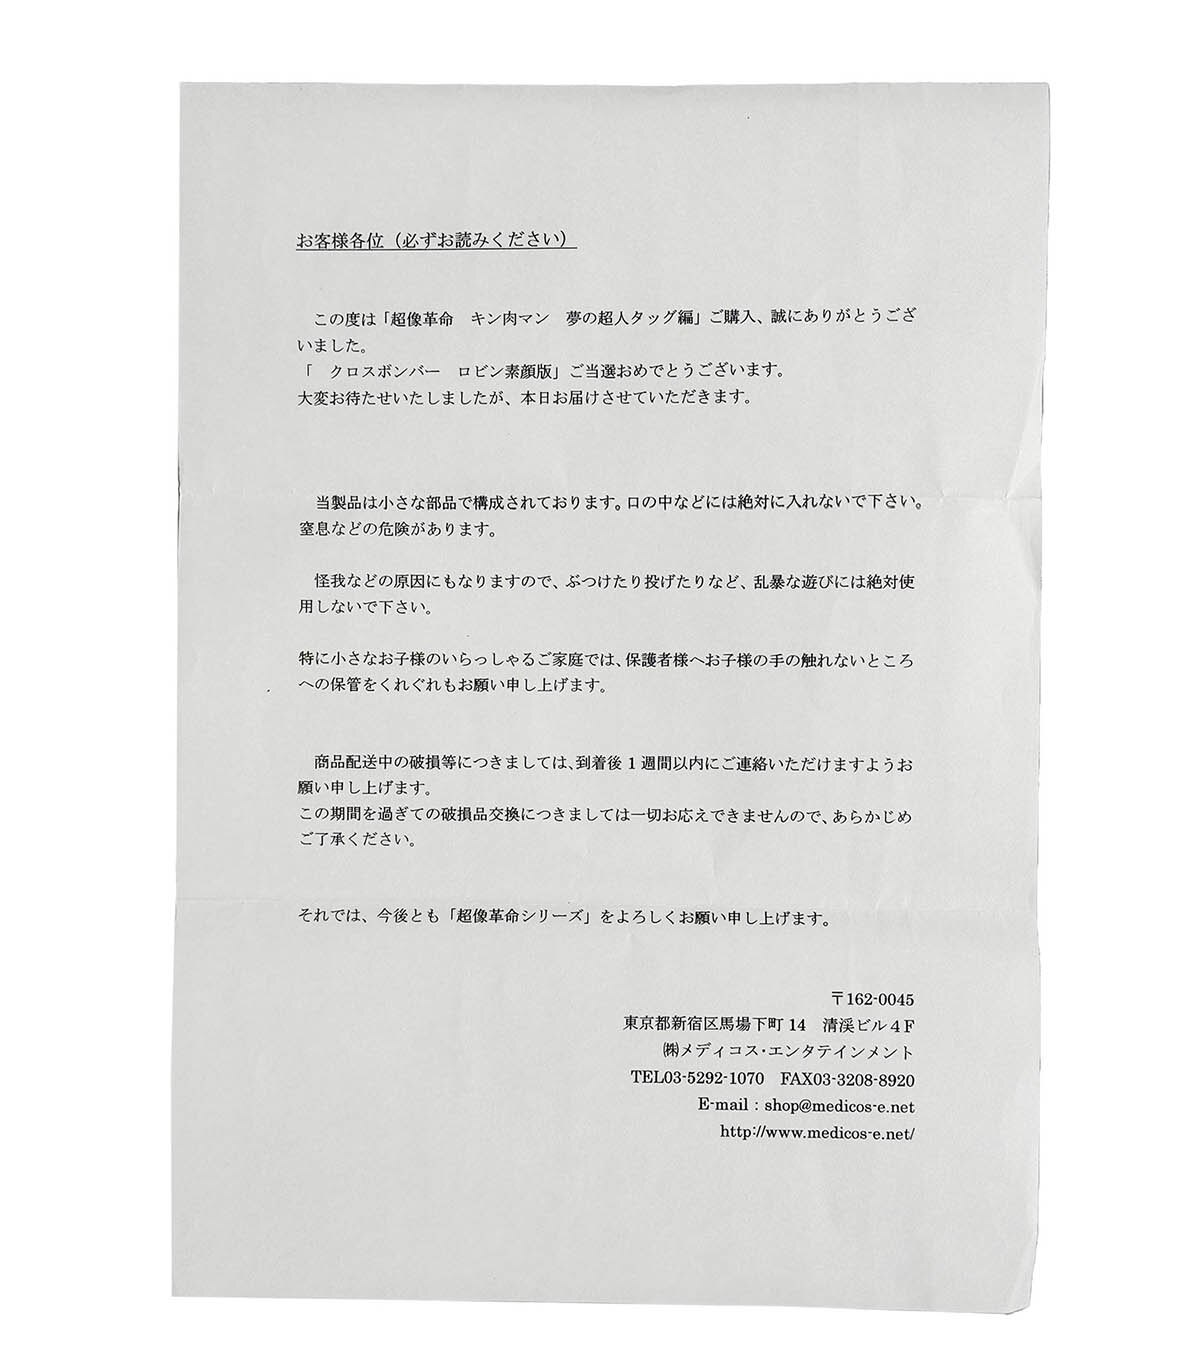 お客様各位（必ずお読みください）
この度は「超像革命　キン肉マン　夢の超人タッグ編」ご購入、誠にありがとうござ
いました。
「　クロスボンバー　ロビン素顔版」ご当選おめでとうございます。
大変お待たせいたしましたが、本日お届けさせていただきます。
当製品は小さな部品で構成されております。口の中などには絶対に入れないで下さい。
窒息などの危険があります。
怪我などの原因にもなりますので、ぶつけたり投げたりなど、乱暴な遊びには絶対使
用しないで下さい。
特に小さなお子様のいらっしゃるご家庭では、保護者様へお子様の手の触れないところ
への保管をくれぐれもお願い申し上げます。
商品配送中の破損等につきましては、到着後 1 週間以内にご連絡いただけますようお
願い申し上げます。
この期間を過ぎての破損品交換につきましては一切お応えできませんので、あらかじめ
ご了承ください。
それでは、今後とも「超像革命シリーズ」をよろしくお願い申し上げます。
〒162-0045
東京都新宿区馬場下町 14　清渓ビル４F
㈱メディコス・エンタテインメント
TEL03-5292-1070　FAX03-3208-8920
E-mail : shop@medicos-e.net
http://www.medicos-e.net/